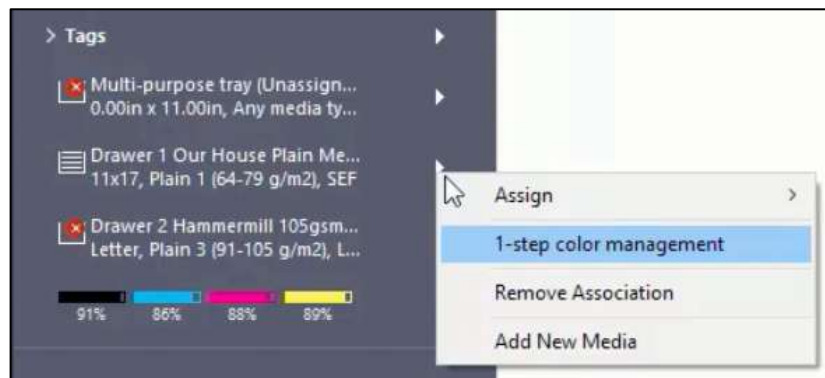 > Tags
Multi-purpose tray (Unassign...
0.00in x 11.00in, Any media ty...
Drawer 1 Our House Plain Me...
11x17, Plain 1 (64-79 g/m2), SEF
Drawer 2 Hammermill 105gsm...
Letter, Plain 3 (91-105 g/m2), L...
91% 86% 88% 89%
Assign >
1-step color management
Remove Association
Add New Media